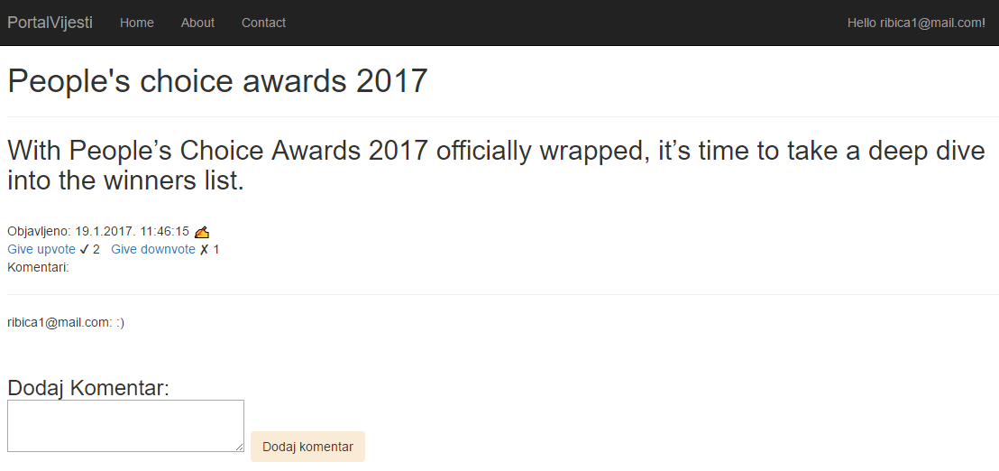 PortalVijesti Home About Contact Hello ribica1@mail.com!
People's choice awards 2017
With People’s Choice Awards 2017 officially wrapped, it’s time to take a deep dive
into the winners list.
Objavljeno: 19.1.2017. 11:46:15 ✍
Give upvote ✓ 2 Give downvote ✗ 1
Komentari:
ribica1@mail.com: :)
Dodaj Komentar:
Dodaj komentar